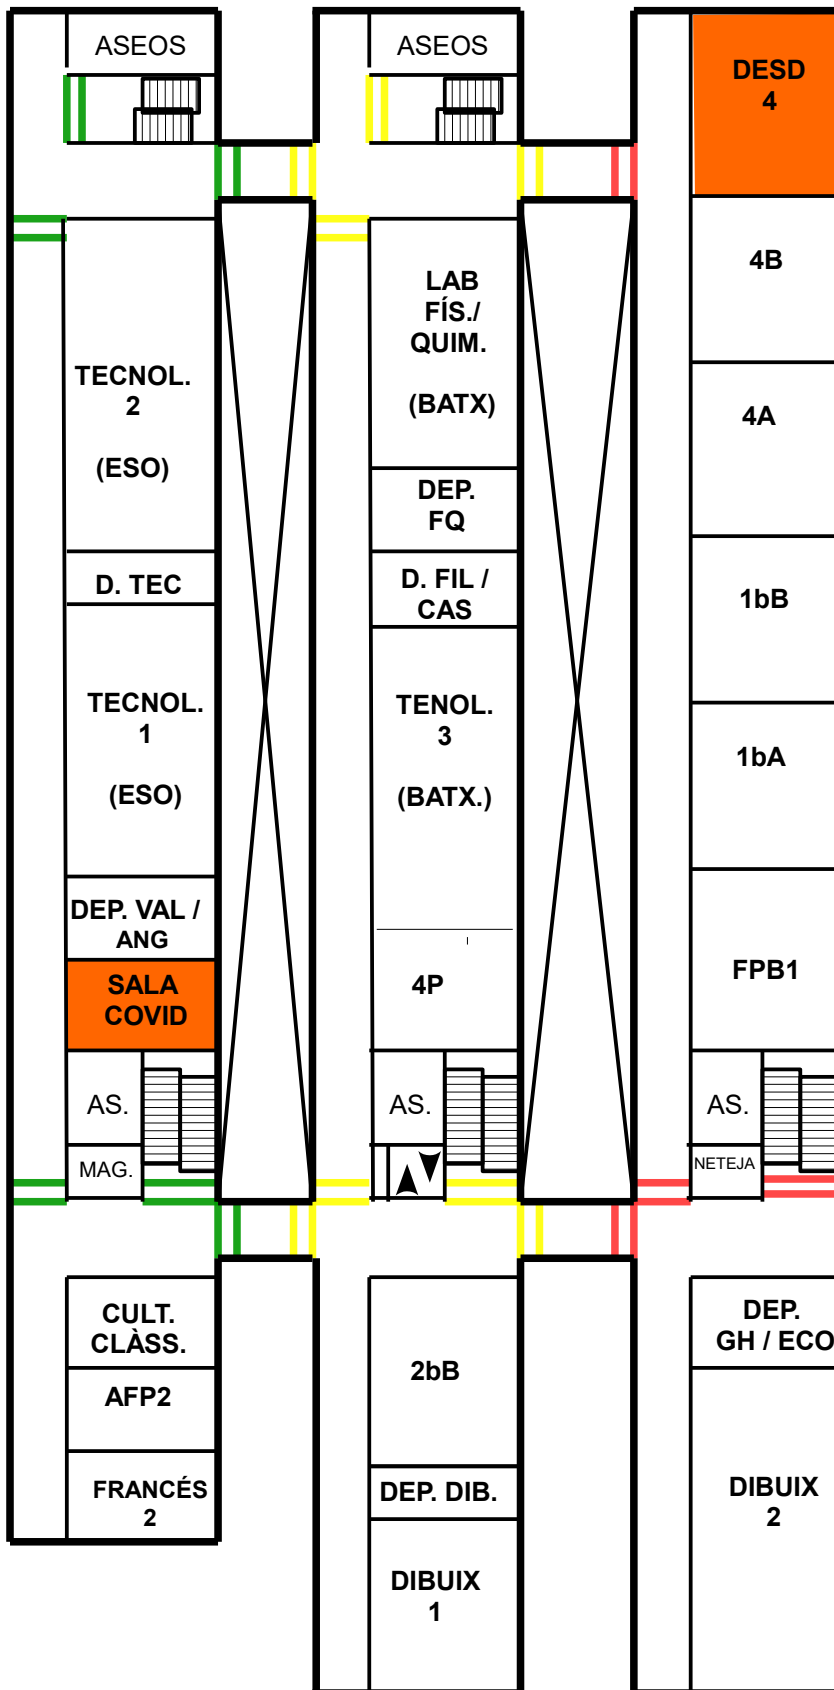 ASEOS
TECNOL.
2
(ESO)
D. TEC
TECNOL.
1
(ESO)
DEP. VAL /
ANG
SALA
COVID
AS.
MAG.
CULT.
CLÀSS.
AFP2
FRANCÉS
2
ASEOS
LAB
FÍS./
QUIM.
(BATX)
DEP.
FQ
D. FIL /
CAS
TENOL.
3
(BATX.)
4P
AS.
2bB
DEP. DIB.
DIBUIX
1
DESD
4
4B
4A
1bB
1bA
FPB1
AS.
NETEJA
DEP.
GH / ECO
DIBUIX
2